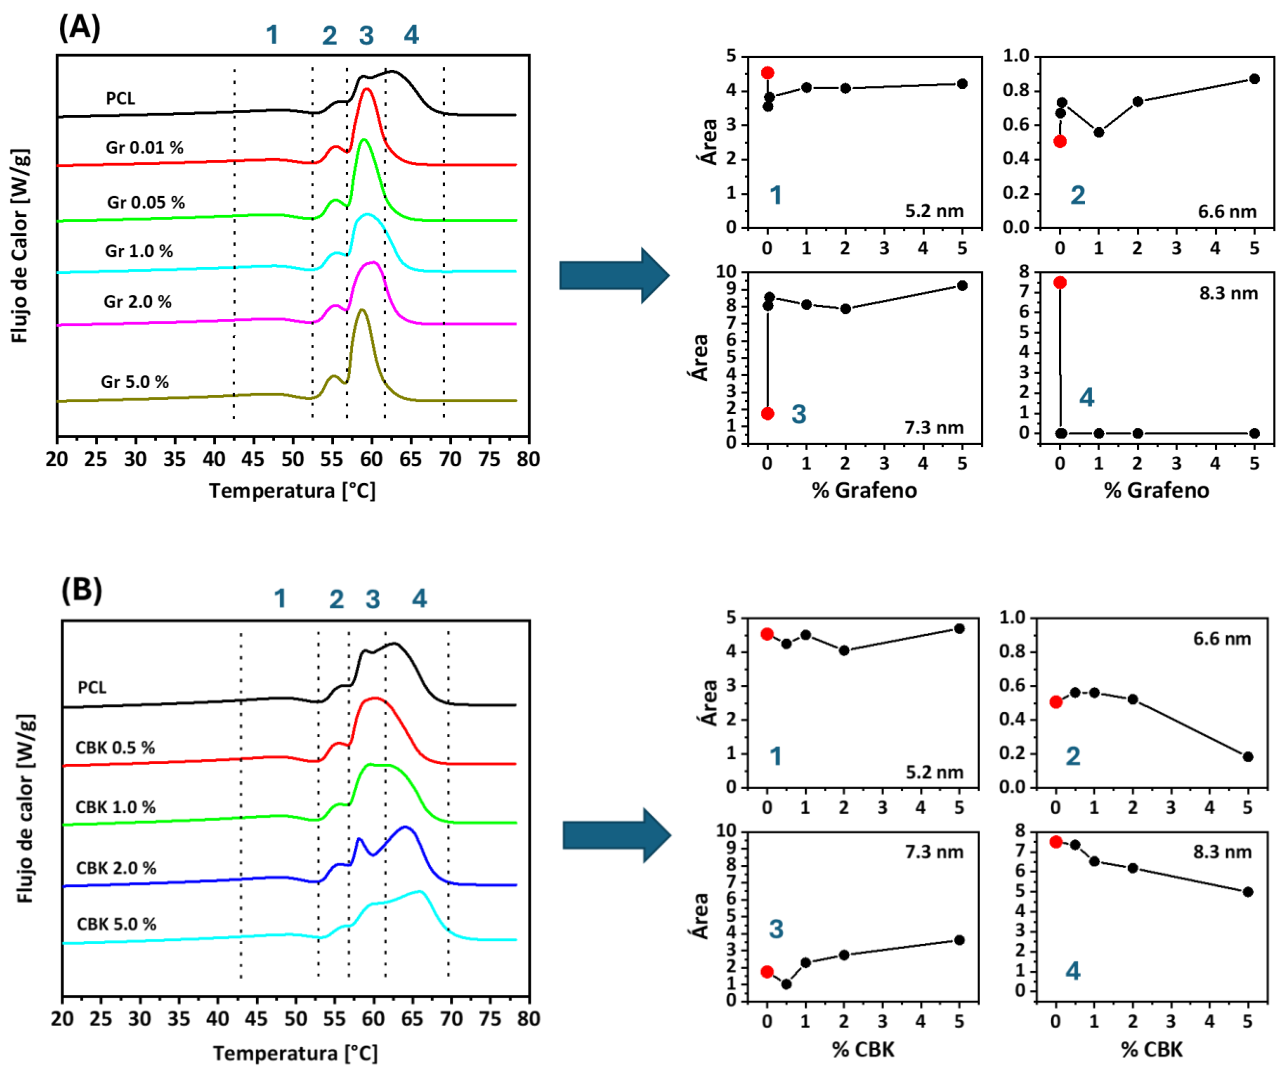 (A)
1 2 3 4
PCL
Gr 0.01 %
Gr 0.05 %
Gr 1.0 %
Gr 2.0 %
Gr 5.0 %
Flujo de Calor [W/g]
20 25 30 35 40 45 50 55 60 65 70 75 80
Temperatura [°C]
5
4
3
2
1
0
Área
1
5.2 nm
0 1 2 3 4 5
1.0
0.8
0.6
0.4
0.2
0.0
2
6.6 nm
0 1 2 3 4 5
10
9
8
7
6
5
4
3
2
1
0
Área
3
7.3 nm
0 1 2 3 4 5
% Grafeno
8
7
6
5
4
3
2
1
0
8.3 nm
4
0 1 2 3 4 5
% Grafeno
(B)
1 2 3 4
PCL
CBK 0.5 %
CBK 1.0 %
CBK 2.0 %
CBK 5.0 %
Flujo de calor [W/g]
20 25 30 35 40 45 50 55 60 65 70 75 80
Temperatura [°C]
5
4
3
2
1
0
Área
1
5.2 nm
0 1 2 3 4 5
1.0
0.8
0.6
0.4
0.2
0.0
6.6 nm
2
0 1 2 3 4 5
10
9
8
7
6
5
4
3
2
1
0
Área
7.3 nm
3
0 1 2 3 4 5
% CBK
8
7
6
5
4
3
2
1
0
8.3 nm
4
0 1 2 3 4 5
% CBK